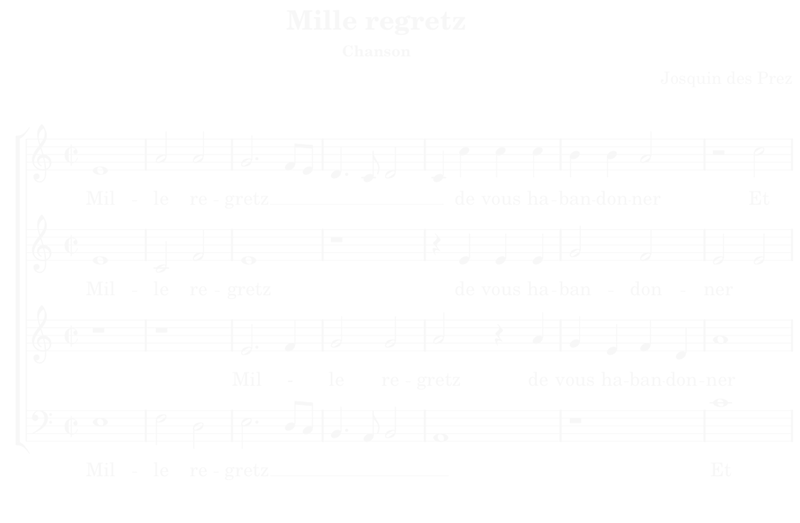 Mille regretz
Chanson
Josquin des Prez
Mil - le re - gretz de vous ha-ban-don-ner Et
Mil - le re - gretz de vous ha-ban - don - ner
Mil - le re gretz de vous ha-ban-don-ner
Mil - le re gretz Et